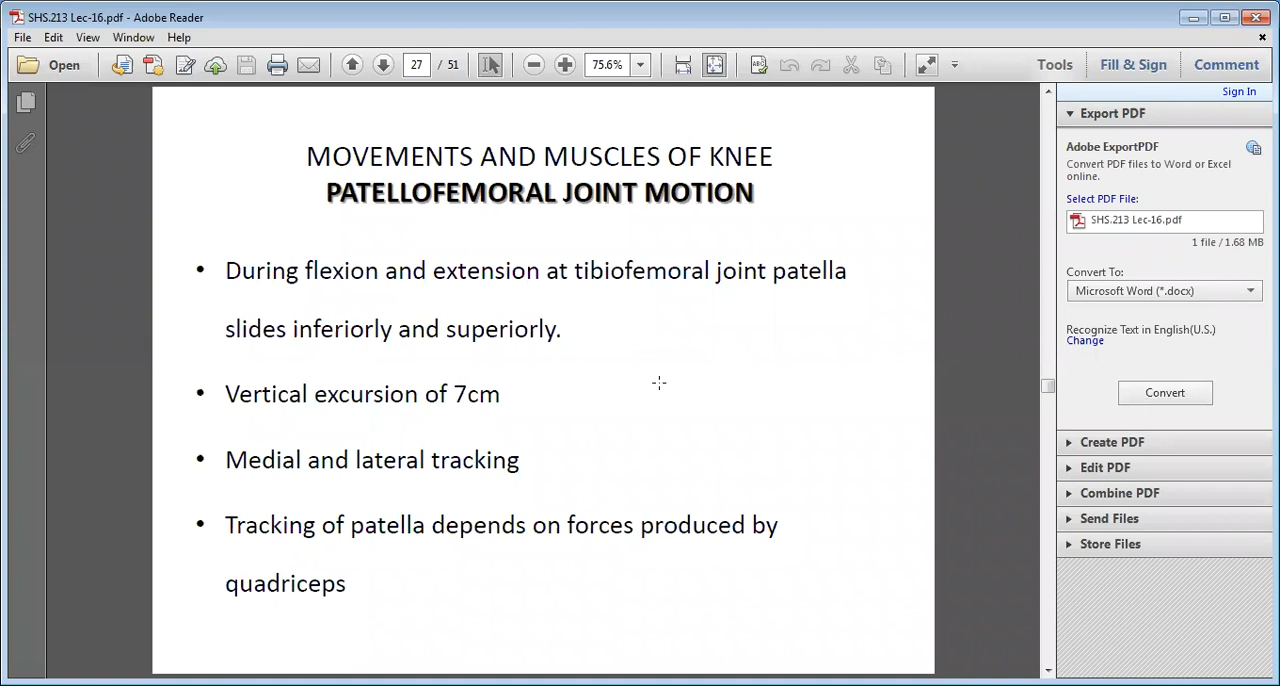 SHS.213 Lec-16.pdf - Adobe Reader
File Edit View Window Help
Open 27 / 51 75.6% Tools Fill & Sign Comment
Sign In
MOVEMENTS AND MUSCLES OF KNEE
PATELLOFEMORAL JOINT MOTION
• During flexion and extension at tibiofemoral joint patella
slides inferiorly and superiorly.
• Vertical excursion of 7cm
• Medial and lateral tracking
• Tracking of patella depends on forces produced by
quadriceps
Export PDF
Adobe ExportPDF
Convert PDF files to Word or Excel
online.
Select PDF File:
SHS.213 Lec-16.pdf
1 file / 1.68 MB
Convert To:
Microsoft Word (*.docx)
Recognize Text in English(U.S.)
Change
Convert
Create PDF
Edit PDF
Combine PDF
Send Files
Store Files